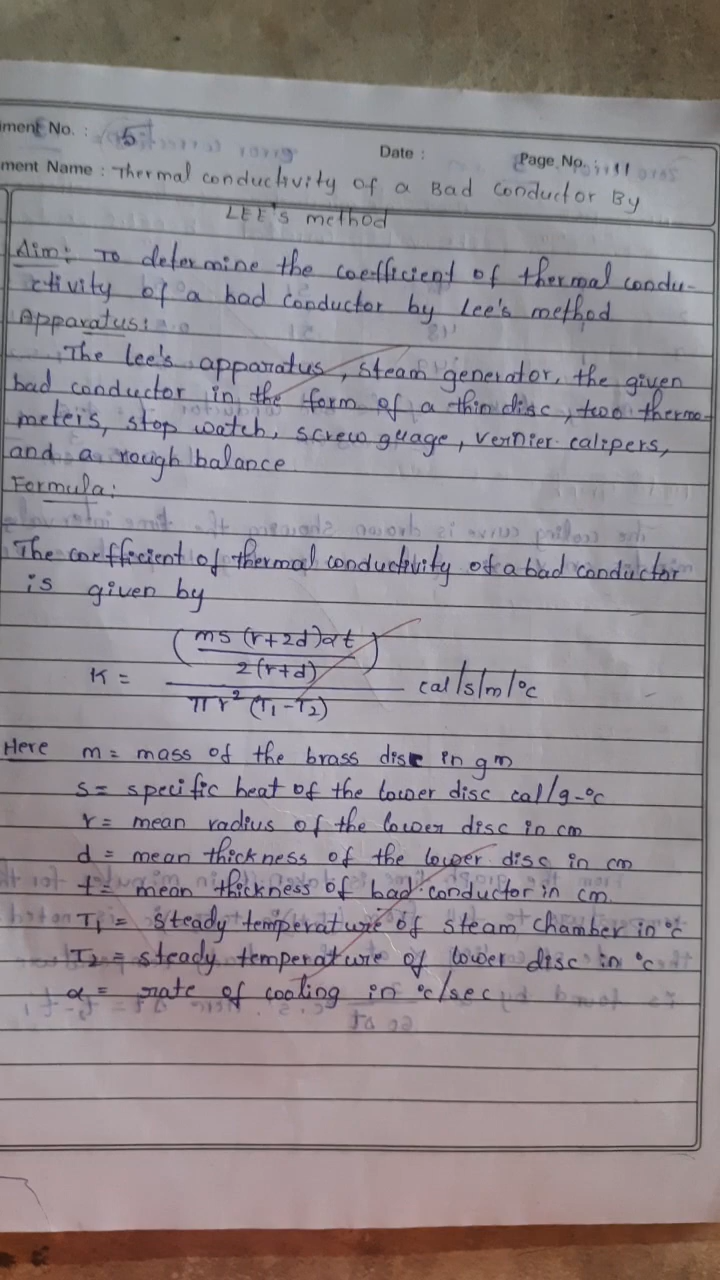 ment No. : 5
Date :
Page No. 11
ment Name : Thermal conductivity of a Bad Conductor By
LEE's method
Aim: To determine the coefficient of thermal condu-
ctivity of a bad conductor by Lee's method
Apparatus:
The Lee's apparatus, steam generator, the given
bad conductor in the form of a thin disc, two thermo-
meters, stop watch, screw guage, vernier calipers,
and a rough balance
Formula:
The coefficient of thermal conductivity of a bad conductor
is given by
K = (ms (r+2d)αt / 2(r+d)) / πr² (T₁-T₂) cal/s/m/°c
Here m = mass of the brass disc in gm
s = specific heat of the lower disc cal/g-°c
r = mean radius of the lower disc in cm
d = mean thickness of the lower disc in cm
t = mean thickness of bad conductor in cm
T₁ = steady temperature of steam chamber in °c
T₂ = steady temperature of lower disc in °c
α = rate of cooling in °c/sec